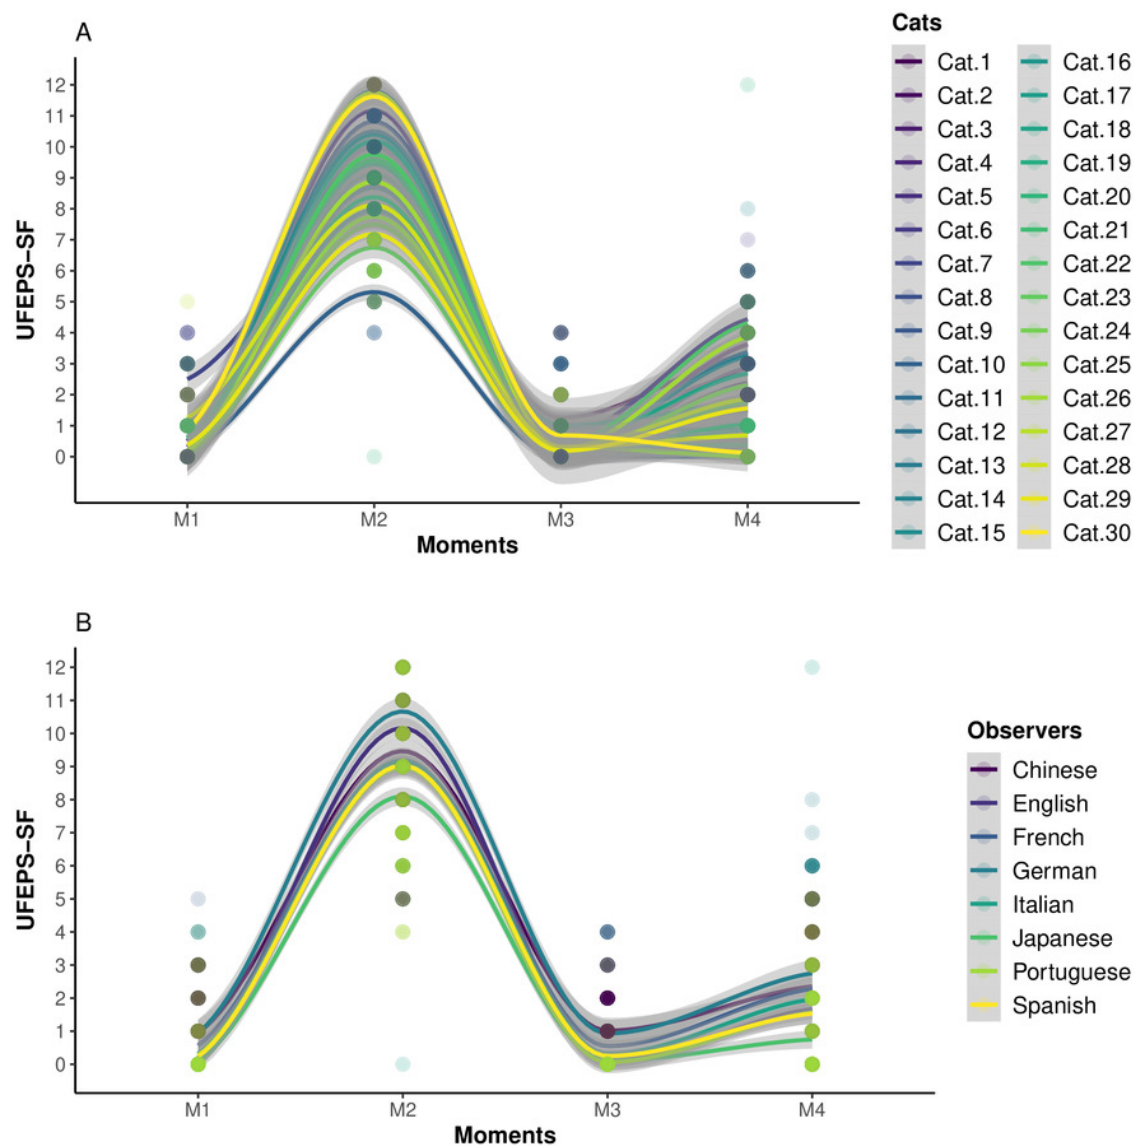 A
UFEPS-SF
12
11
10
9
8
7
6
5
4
3
2
1
0
M1 M2 M3 M4
Moments
Cats
Cat.1 Cat.16
Cat.2 Cat.17
Cat.3 Cat.18
Cat.4 Cat.19
Cat.5 Cat.20
Cat.6 Cat.21
Cat.7 Cat.22
Cat.8 Cat.23
Cat.9 Cat.24
Cat.10 Cat.25
Cat.11 Cat.26
Cat.12 Cat.27
Cat.13 Cat.28
Cat.14 Cat.29
Cat.15 Cat.30
B
UFEPS-SF
12
11
10
9
8
7
6
5
4
3
2
1
0
M1 M2 M3 M4
Moments
Observers
Chinese
English
French
German
Italian
Japanese
Portuguese
Spanish